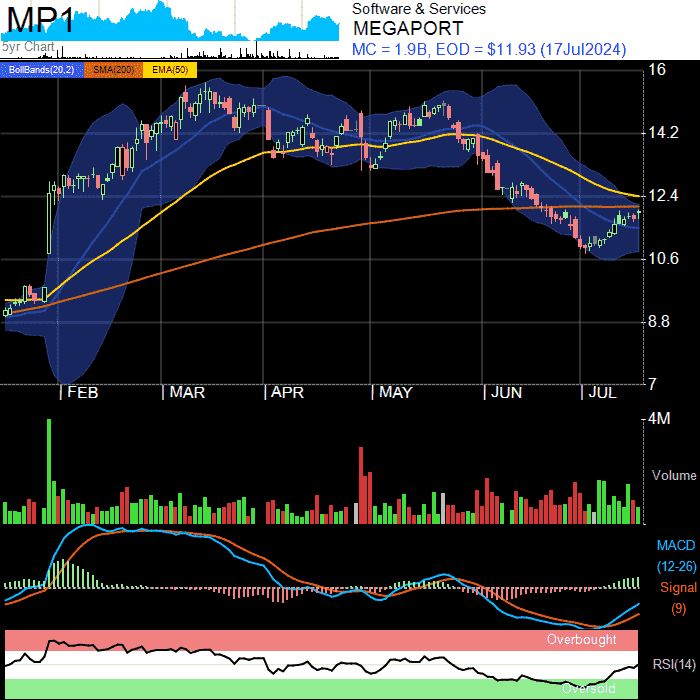 MP1
5yr Chart
Software & Services
MEGAPORT
MC = 1.9B, EOD = $11.93 (17Jul2024)
BollBands(20,2) SMA(200) EMA(50)
16
14.2
12.4
10.6
8.8
7
FEB MAR APR MAY JUN JUL
4M
Volume
MACD
(12-26)
Signal
(9)
Overbought
RSI(14)
Oversold